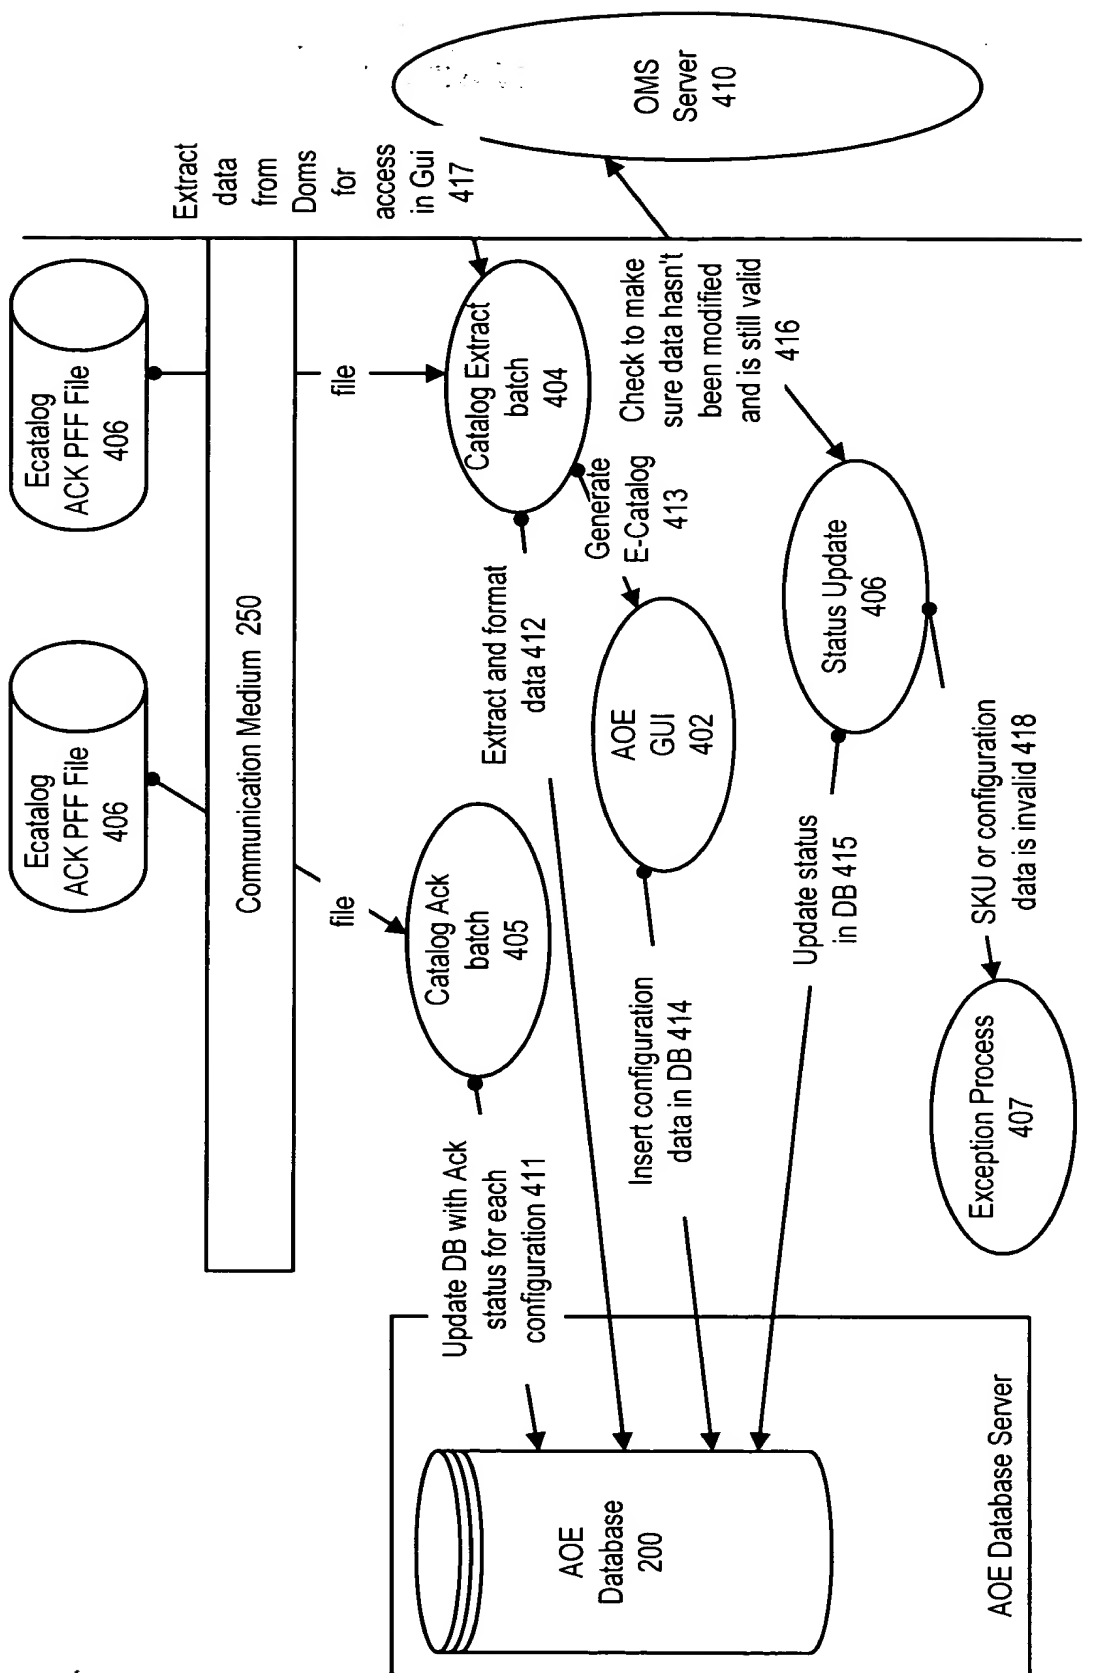 Ecatalog
ACK PFF File
406
Ecatalog
ACK PFF File
406
Communication Medium 250
file
file
Extract
data
from
Doms
for
access
in Gui
417
OMS
Server
410
Catalog Ack
batch
405
Catalog Extract
batch
404
Update DB with Ack
status for each
configuration 411
Extract and format
data 412
Generate
E-Catalog
413
Check to make
sure data hasn't
been modified
and is still valid
416
AOE
GUI
402
Insert configuration
data in DB 414
Status Update
406
Update status
in DB 415
SKU or configuration
data is invalid 418
Exception Process
407
AOE
Database
200
AOE Database Server